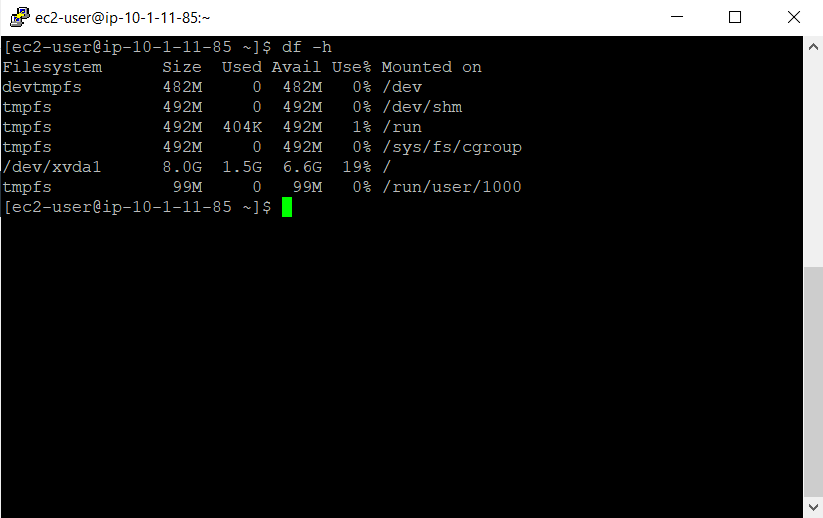 ec2-user@ip-10-1-11-85:~
[ec2-user@ip-10-1-11-85 ~]$ df -h
Filesystem      Size  Used Avail Use% Mounted on
devtmpfs        482M     0  482M   0% /dev
tmpfs           492M     0  492M   0% /dev/shm
tmpfs           492M  404K  492M   1% /run
tmpfs           492M     0  492M   0% /sys/fs/cgroup
/dev/xvda1      8.0G  1.5G  6.6G  19% /
tmpfs            99M     0   99M   0% /run/user/1000
[ec2-user@ip-10-1-11-85 ~]$